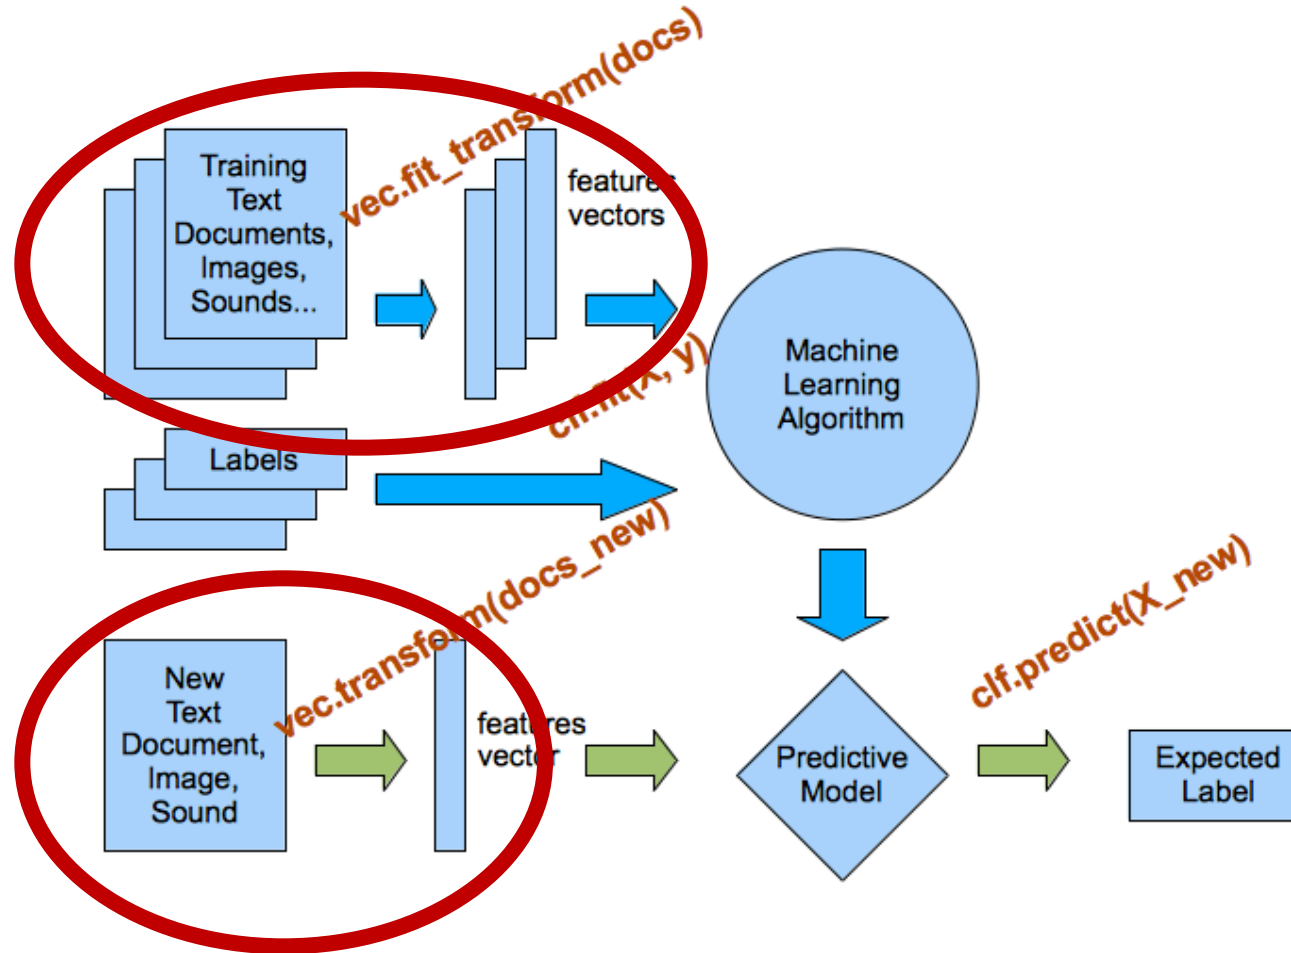 vec.fit_transform(docs)
Training
Text
Documents,
Images,
Sounds...
features
vectors
Machine
Learning
Algorithm
clf.fit(X, y)
Labels
vec.transform(docs_new)
clf.predict(X_new)
New
Text
Document,
Image,
Sound
features
vector
Predictive
Model
Expected
Label